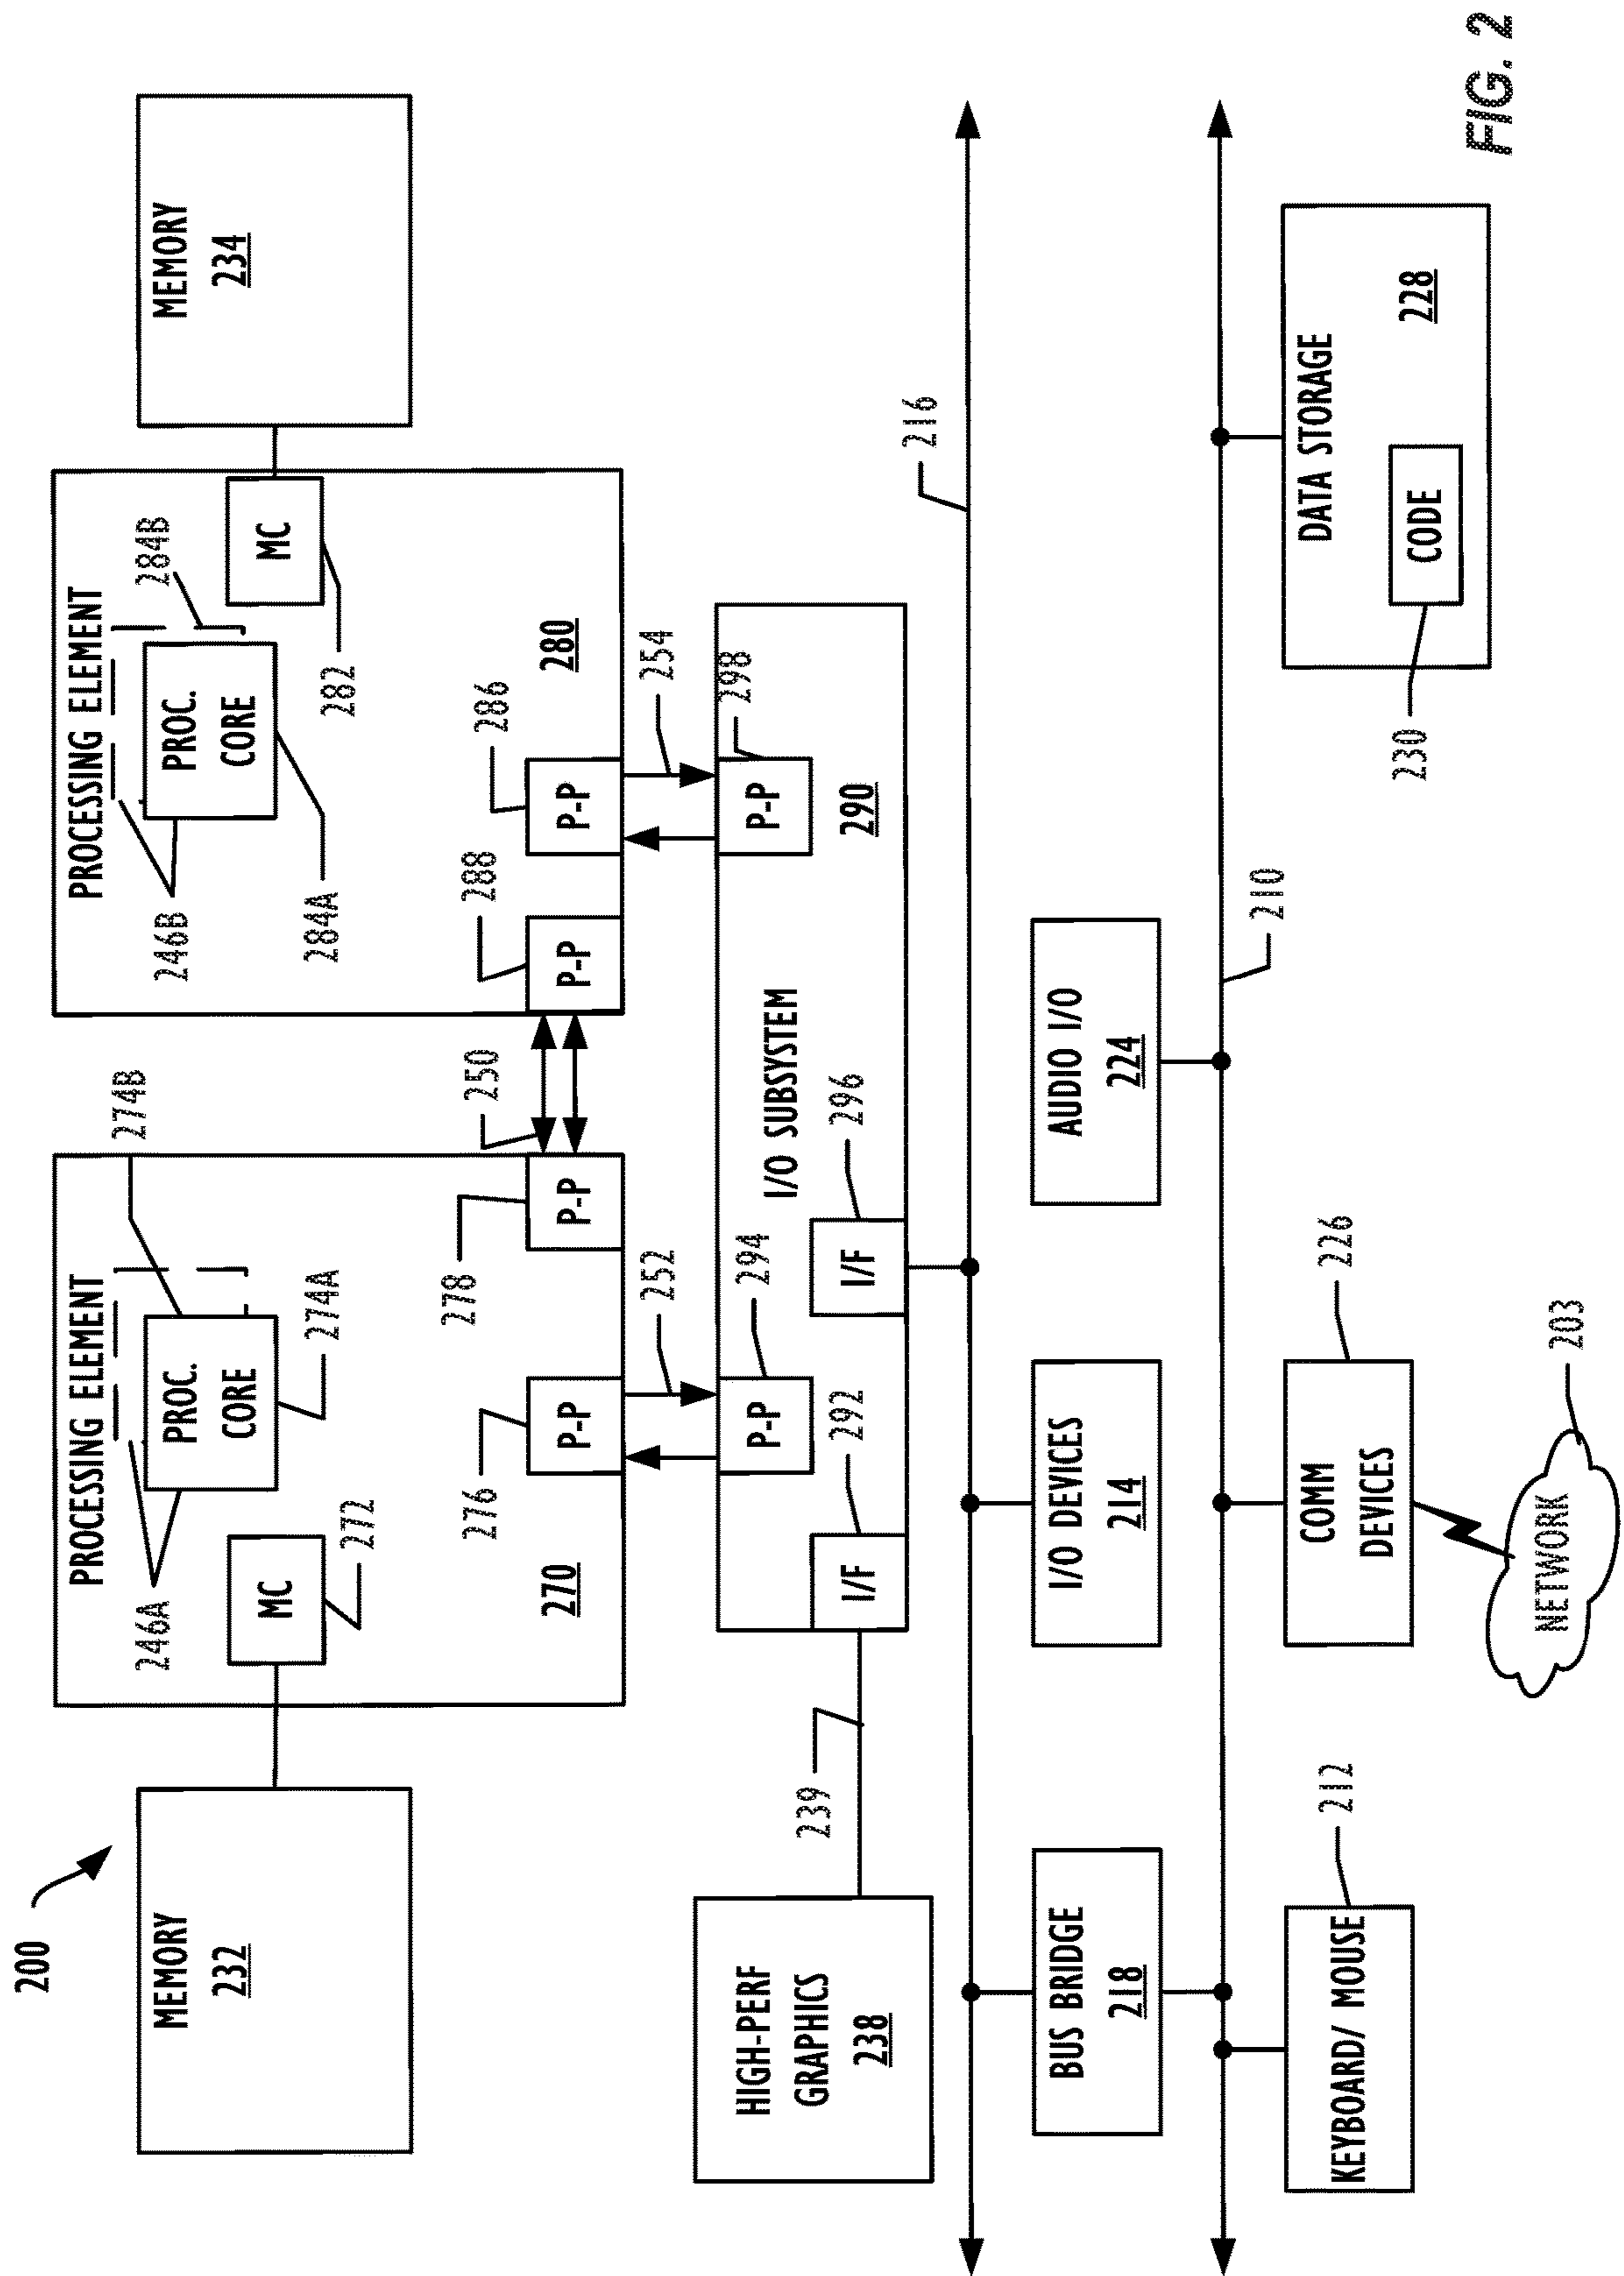 200
MEMORY
232
PROCESSING ELEMENT
246A
PROC.
CORE
274B
274A
MC
272
270
276
P-P
278
P-P
250
PROCESSING ELEMENT
246B
PROC.
CORE
284B
284A
MC
282
280
288
P-P
286
P-P
MEMORY
234
252
254
HIGH-PERF
GRAPHICS
238
239
I/O SUBSYSTEM
290
P-P
294
P-P
298
I/F
292
I/F
296
216
BUS BRIDGE
218
I/O DEVICES
214
AUDIO I/O
224
210
KEYBOARD/ MOUSE
212
COMM
DEVICES
226
NETWORK
203
DATA STORAGE
228
CODE
230
FIG. 2